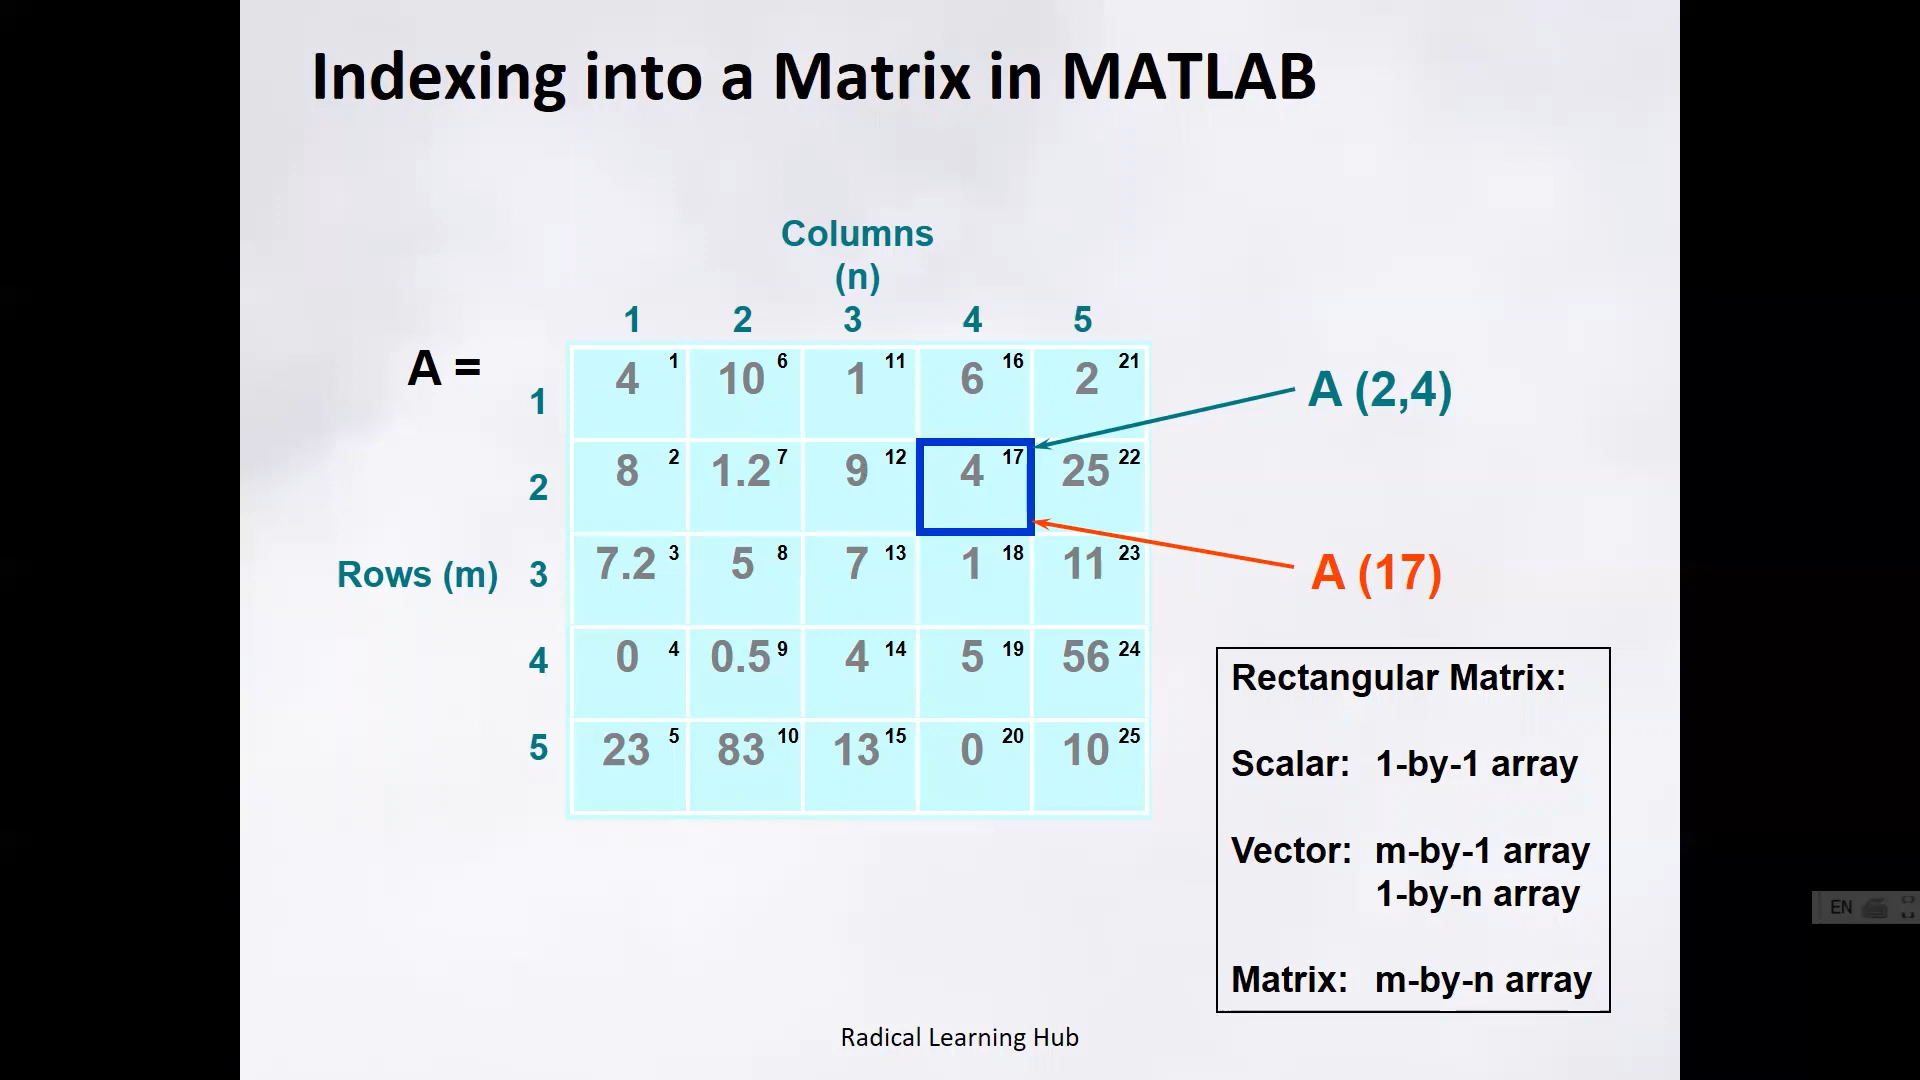 Indexing into a Matrix in MATLAB
Columns
(n)
1 2 3 4 5
A =
1 4 1 10 6 1 11 6 16 2 21
2 8 2 1.2 7 9 12 4 17 25 22
Rows (m) 3 7.2 3 5 8 7 13 1 18 11 23
4 0 4 0.5 9 4 14 5 19 56 24
5 23 5 83 10 13 15 0 20 10 25
A (2,4)
A (17)
Rectangular Matrix:
Scalar: 1-by-1 array
Vector: m-by-1 array
1-by-n array
Matrix: m-by-n array
Radical Learning Hub
EN